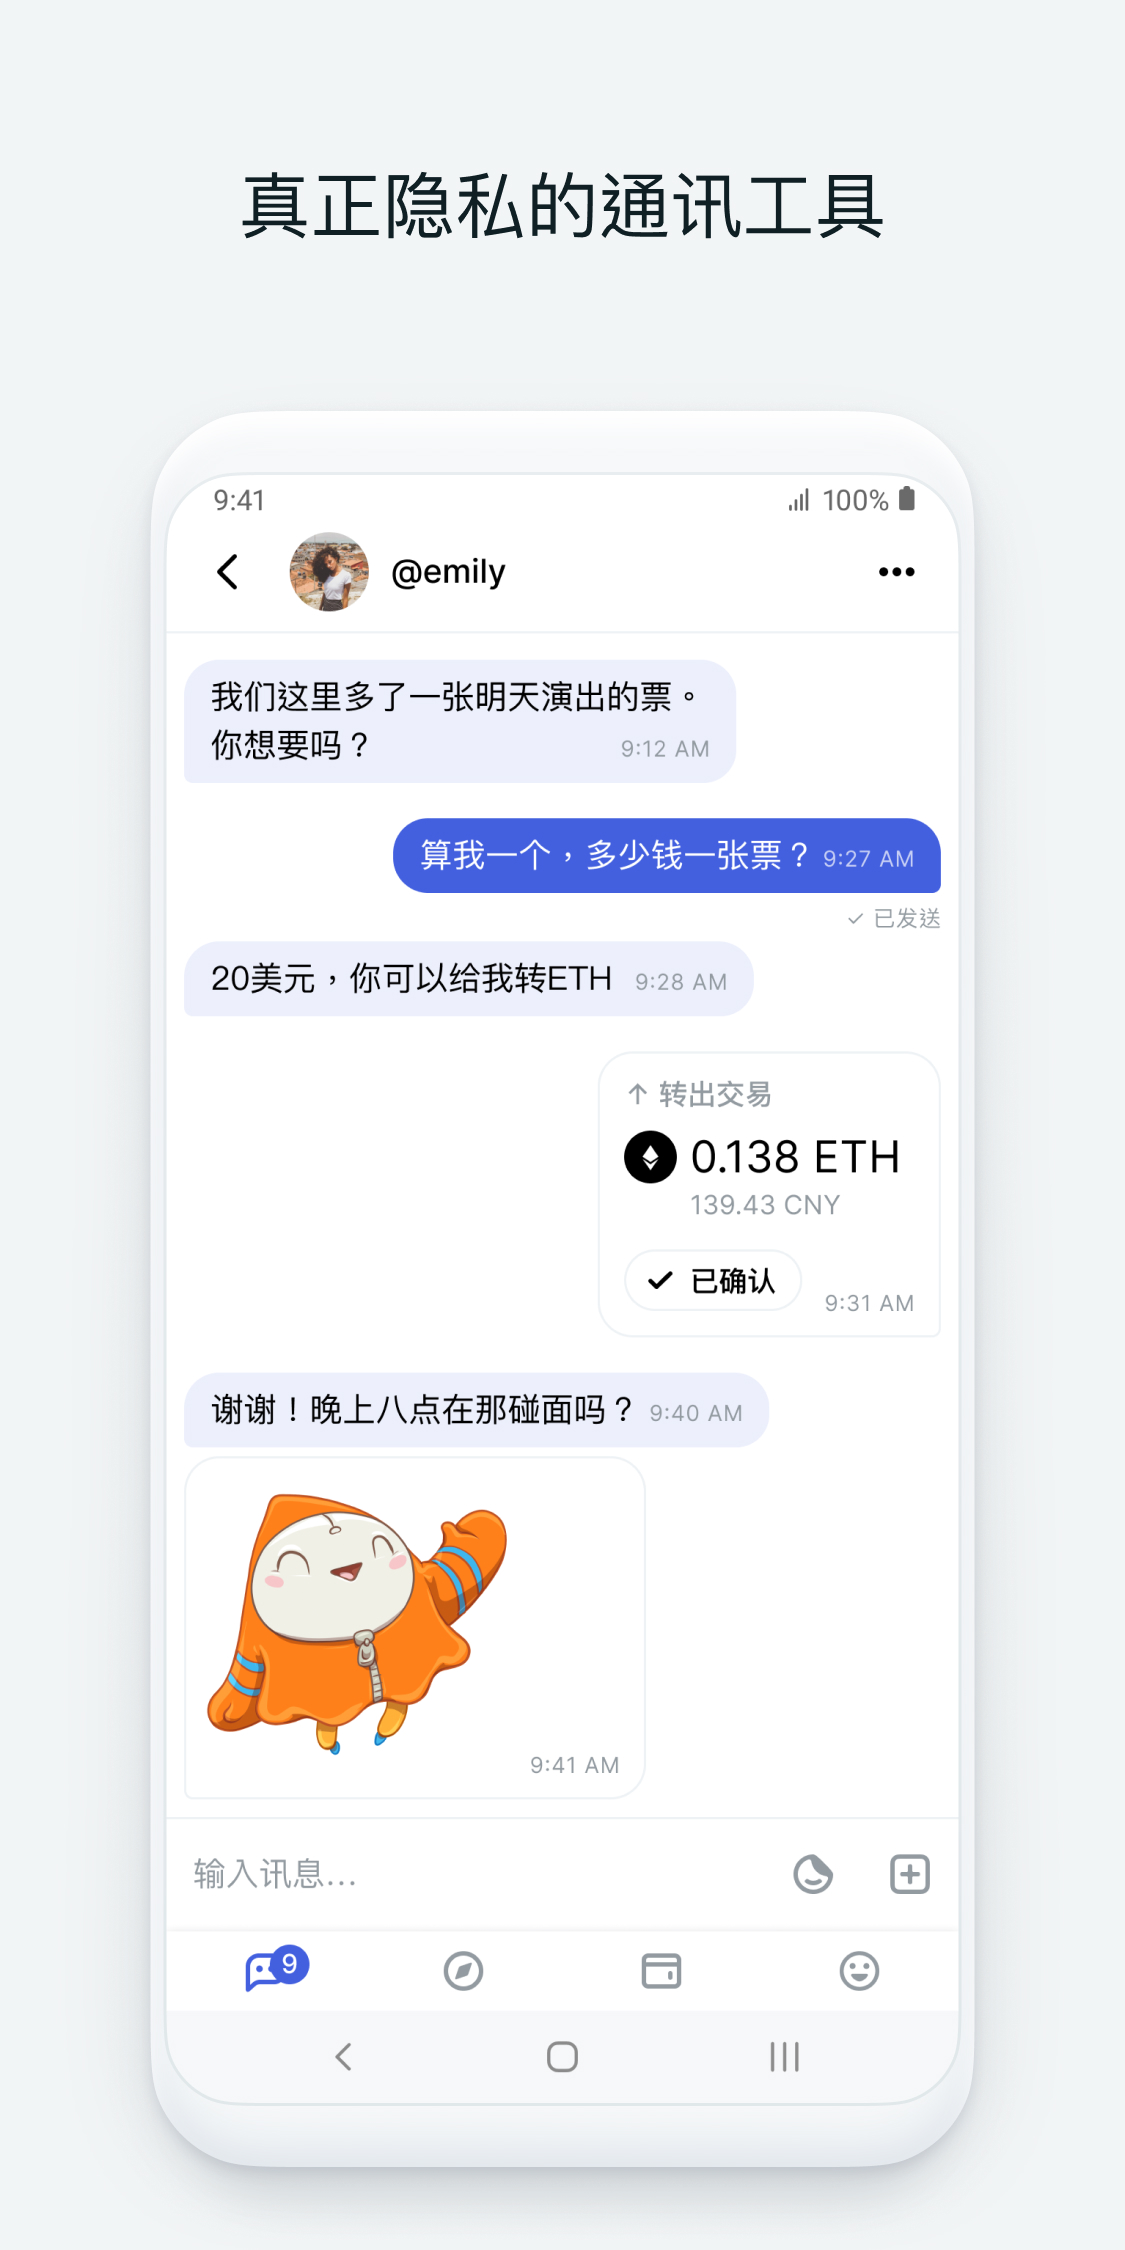 真正隐私的通讯工具
9:41
100%
@emily
我们这里多了一张明天演出的票。
你想要吗？
9:12 AM
算我一个，多少钱一张票？ 9:27 AM
已发送
20美元，你可以给我转ETH 9:28 AM
转出交易
0.138 ETH
139.43 CNY
已确认
9:31 AM
谢谢！晚上八点在那碰面吗？ 9:40 AM
9:41 AM
输入讯息...
9